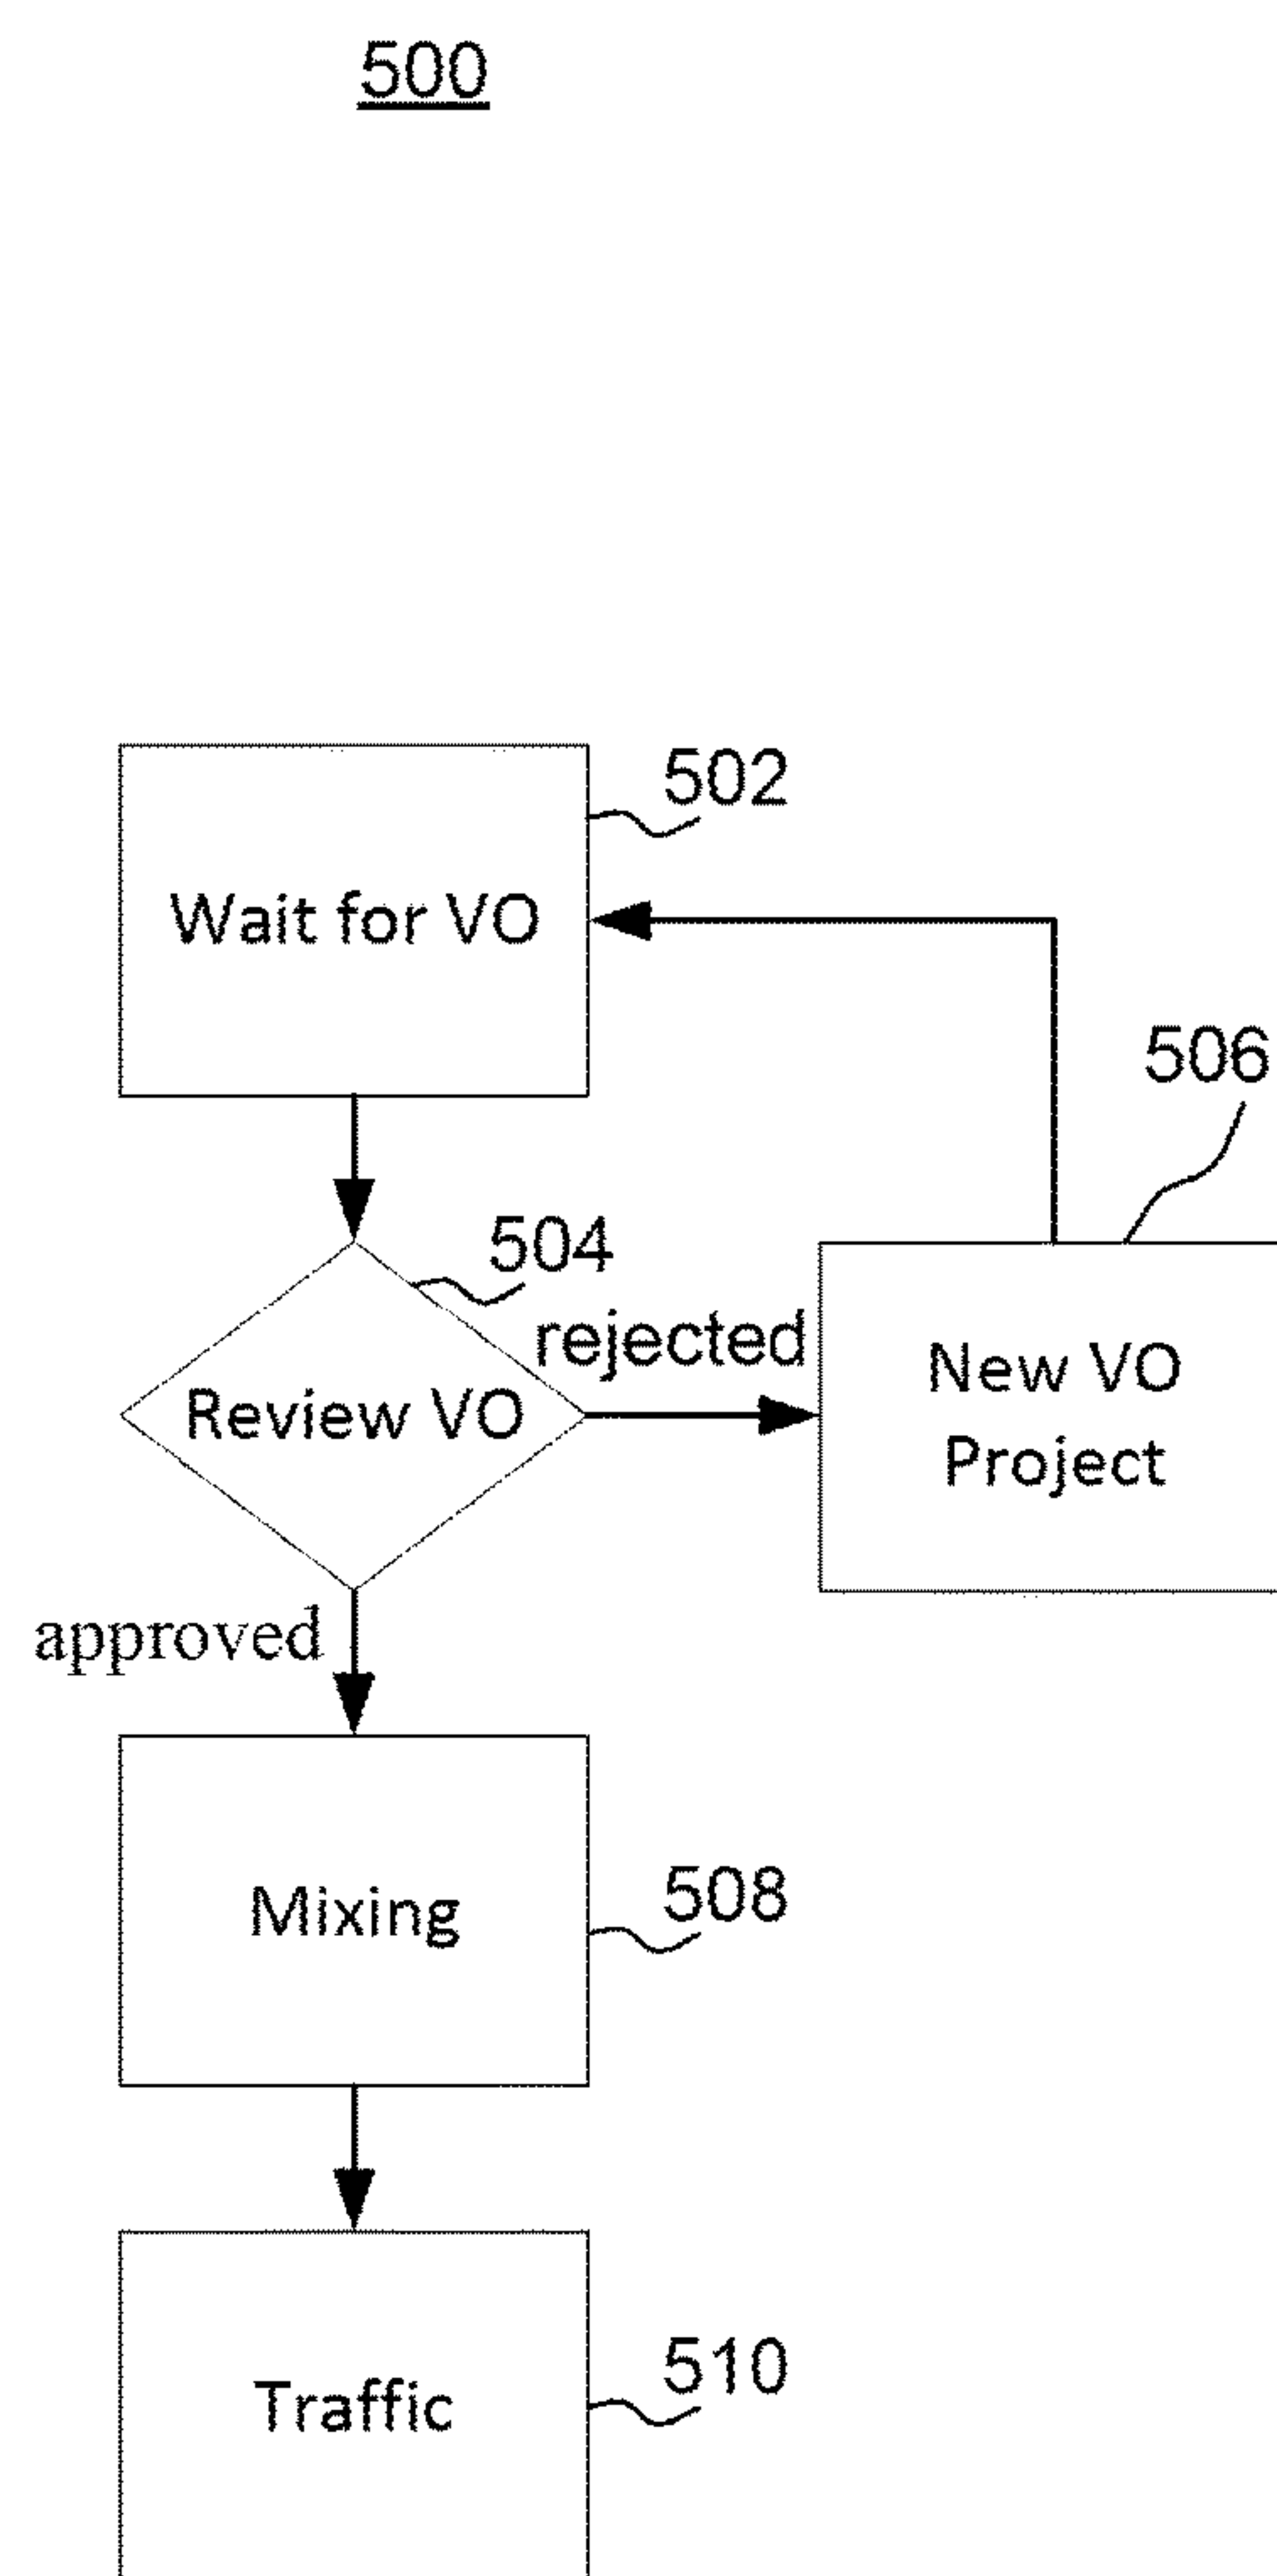 500
502
Wait for VO
506
504
rejected
New VO
Project
Review VO
approved
508
Mixing
510
Traffic